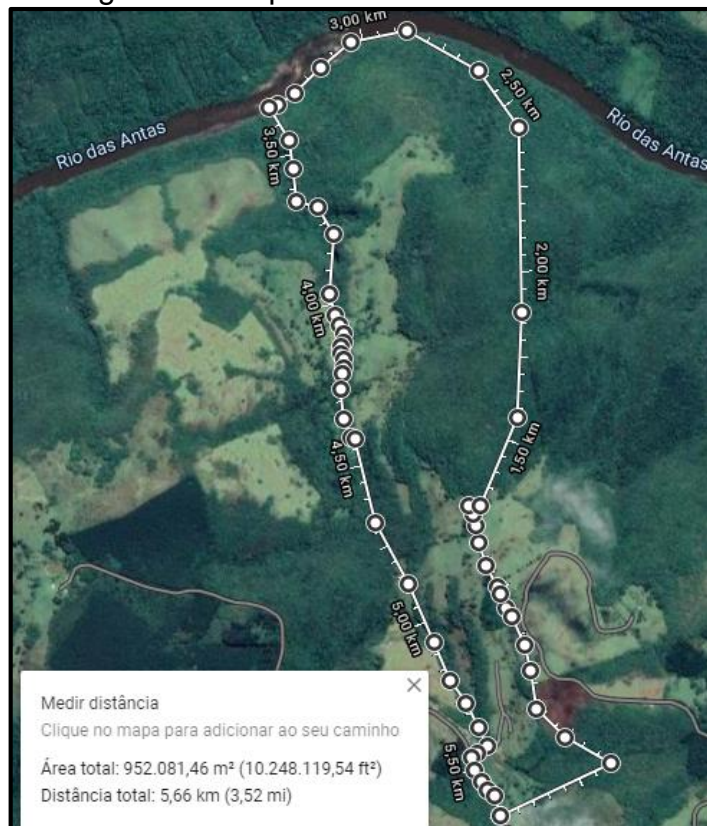 3,00 km
2,50 km
Rio das Antas
Rio das Antas
3,50 km
2,00 km
4,00 km
1,50 km
4,50 km
5,00 km
5,50 km
Medir distância
Clique no mapa para adicionar ao seu caminho
Área total: 952.081,46 m² (10.248.119,54 ft²)
Distância total: 5,66 km (3,52 mi)